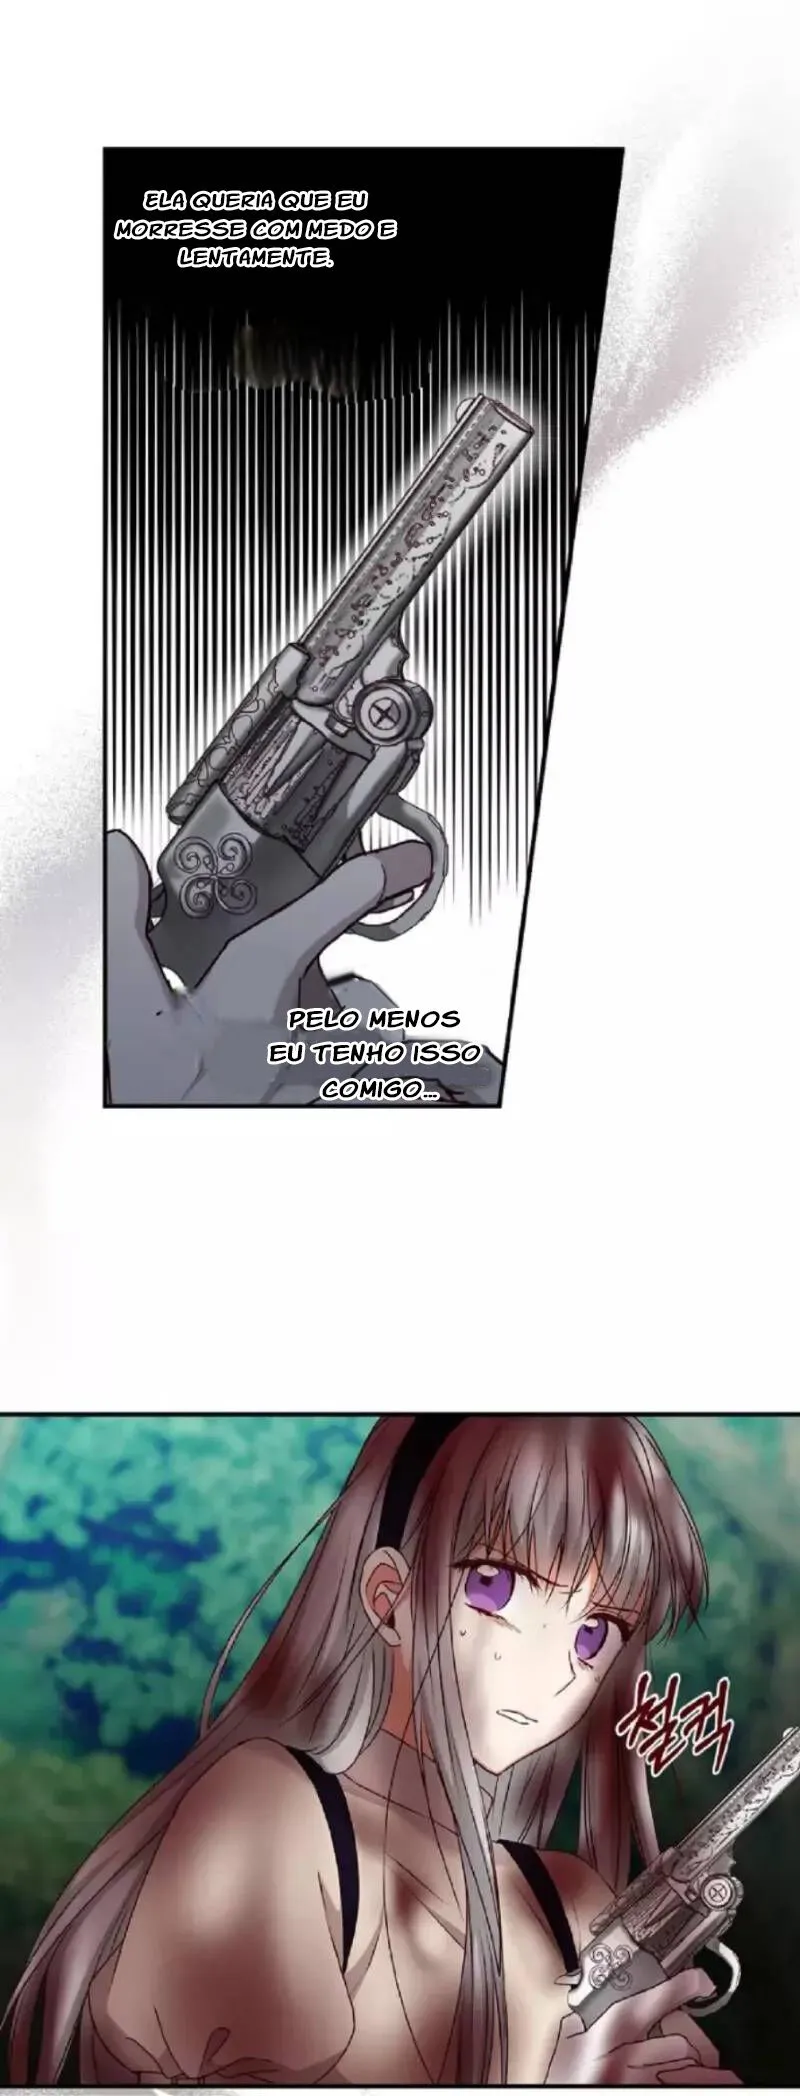 ELA QUERIA QUE EU
MORRESSE COM MEDO E
LENTAMENTE.
PELO MENOS
EU TENHO ISSO
COMIGO...
철컥